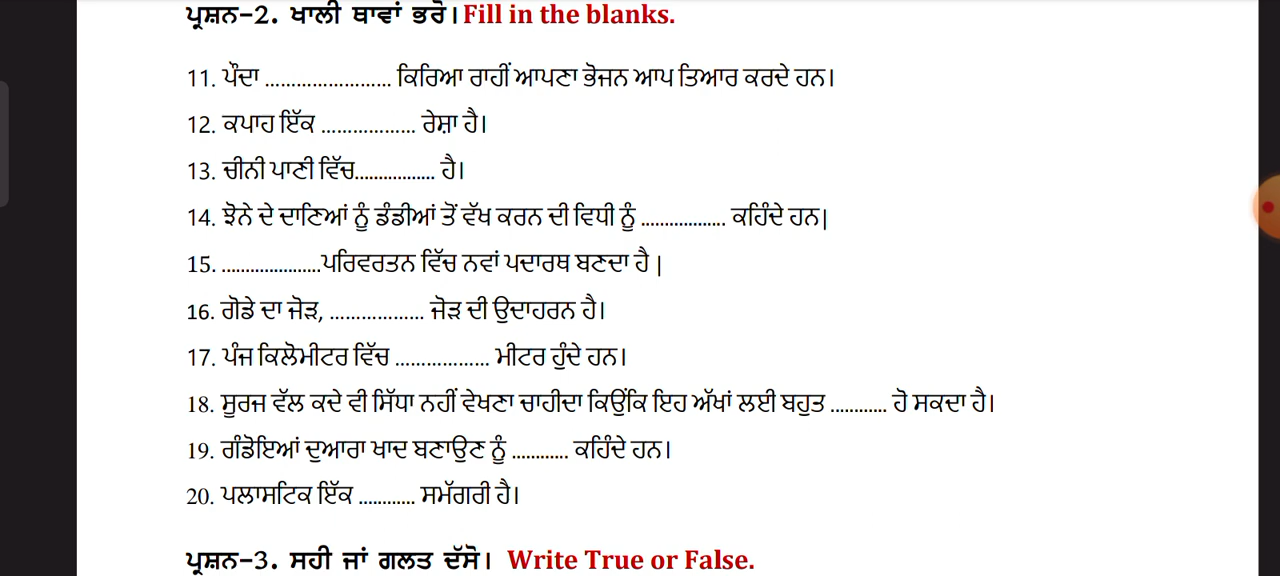 ਪ੍ਰਸ਼ਨ-2. ਖਾਲੀ ਥਾਵਾਂ ਭਰੋ। Fill in the blanks.
11. ਪੌਦਾ ........................ ਕਿਰਿਆ ਰਾਹੀਂ ਆਪਣਾ ਭੋਜਨ ਆਪ ਤਿਆਰ ਕਰਦੇ ਹਨ।
12. ਕਪਾਹ ਇੱਕ .................. ਰੇਸ਼ਾ ਹੈ।
13. ਚੀਨੀ ਪਾਣੀ ਵਿੱਚ................. ਹੈ।
14. ਝੋਨੇ ਦੇ ਦਾਣਿਆਂ ਨੂੰ ਡੰਡੀਆਂ ਤੋਂ ਵੱਖ ਕਰਨ ਦੀ ਵਿਧੀ ਨੂੰ ................. ਕਹਿੰਦੇ ਹਨ|
15. .....................ਪਰਿਵਰਤਨ ਵਿੱਚ ਨਵਾਂ ਪਦਾਰਥ ਬਣਦਾ ਹੈ |
16. ਗੋਡੇ ਦਾ ਜੋੜ, .................. ਜੋੜ ਦੀ ਉਦਾਹਰਨ ਹੈ।
17. ਪੰਜ ਕਿਲੋਮੀਟਰ ਵਿੱਚ .................. ਮੀਟਰ ਹੁੰਦੇ ਹਨ।
18. ਸੂਰਜ ਵੱਲ ਕਦੇ ਵੀ ਸਿੱਧਾ ਨਹੀਂ ਵੇਖਣਾ ਚਾਹੀਦਾ ਕਿਉਂਕਿ ਇਹ ਅੱਖਾਂ ਲਈ ਬਹੁਤ ............ ਹੋ ਸਕਦਾ ਹੈ।
19. ਗੰਡੋਇਆਂ ਦੁਆਰਾ ਖਾਦ ਬਣਾਉਣ ਨੂੰ ............ ਕਹਿੰਦੇ ਹਨ।
20. ਪਲਾਸਟਿਕ ਇੱਕ ............ ਸਮੱਗਰੀ ਹੈ।
ਪ੍ਰਸ਼ਨ-3. ਸਹੀ ਜਾਂ ਗਲਤ ਦੱਸੋ। Write True or False.